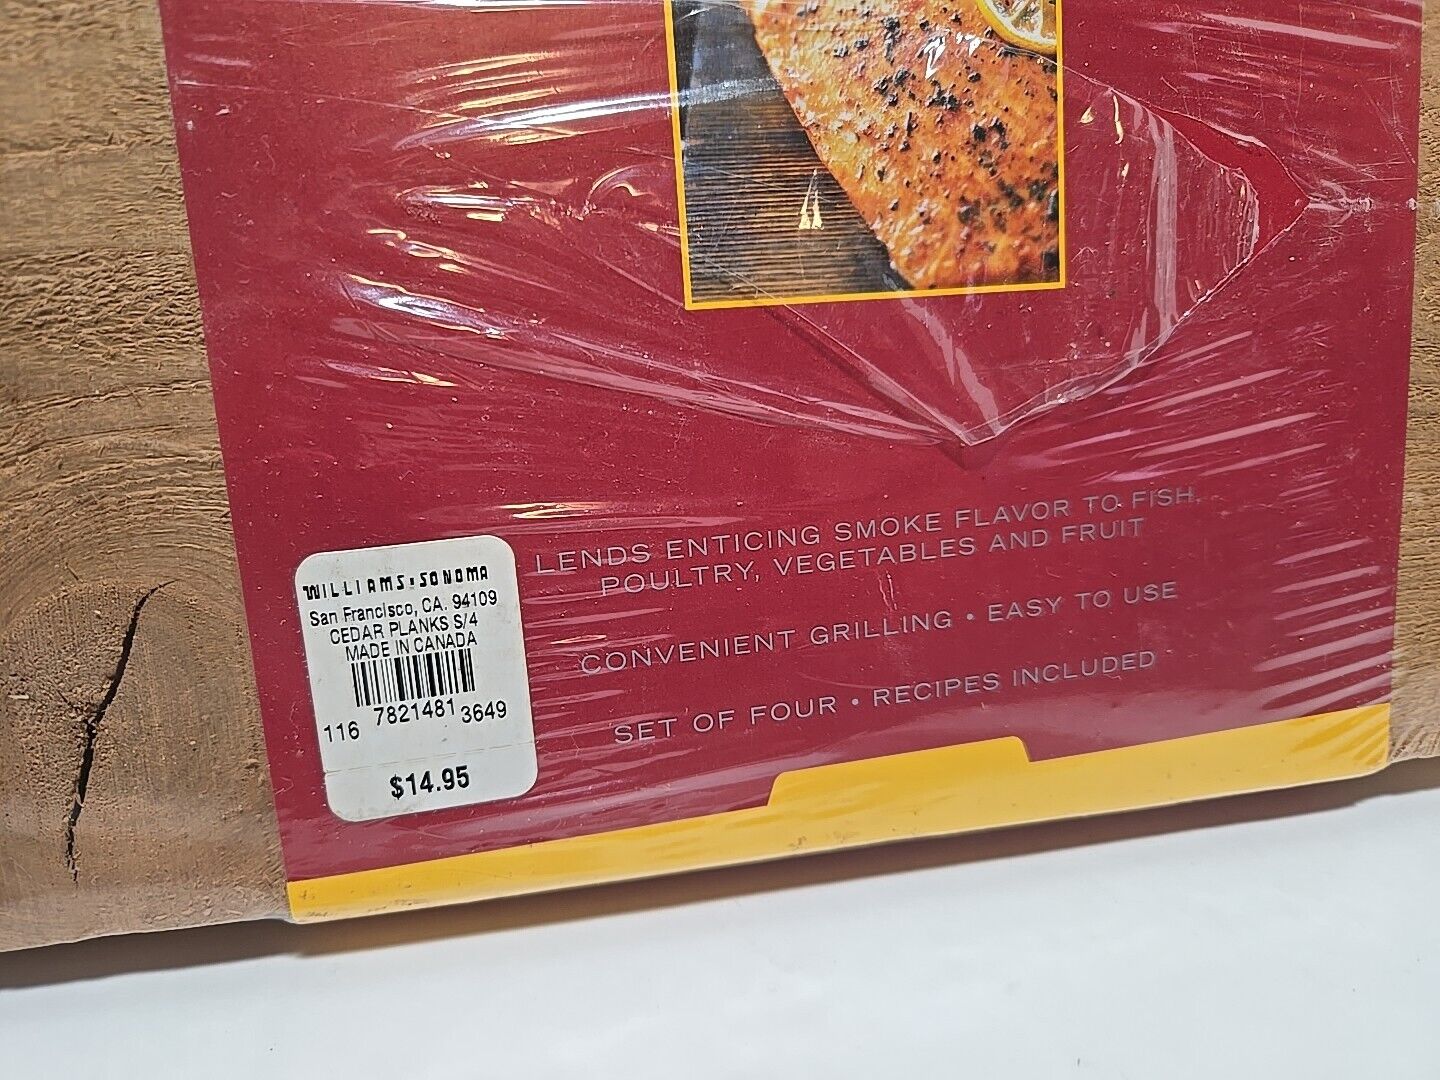 LENDS ENTICING SMOKE FLAVOR TO FISH,
POULTRY, VEGETABLES AND FRUIT
CONVENIENT GRILLING • EASY TO USE
SET OF FOUR • RECIPES INCLUDED
WILLIAMS-SONOMA
San Francisco, CA. 94109
CEDAR PLANKS S/4
MADE IN CANADA
116 7821481 3649
$14.95